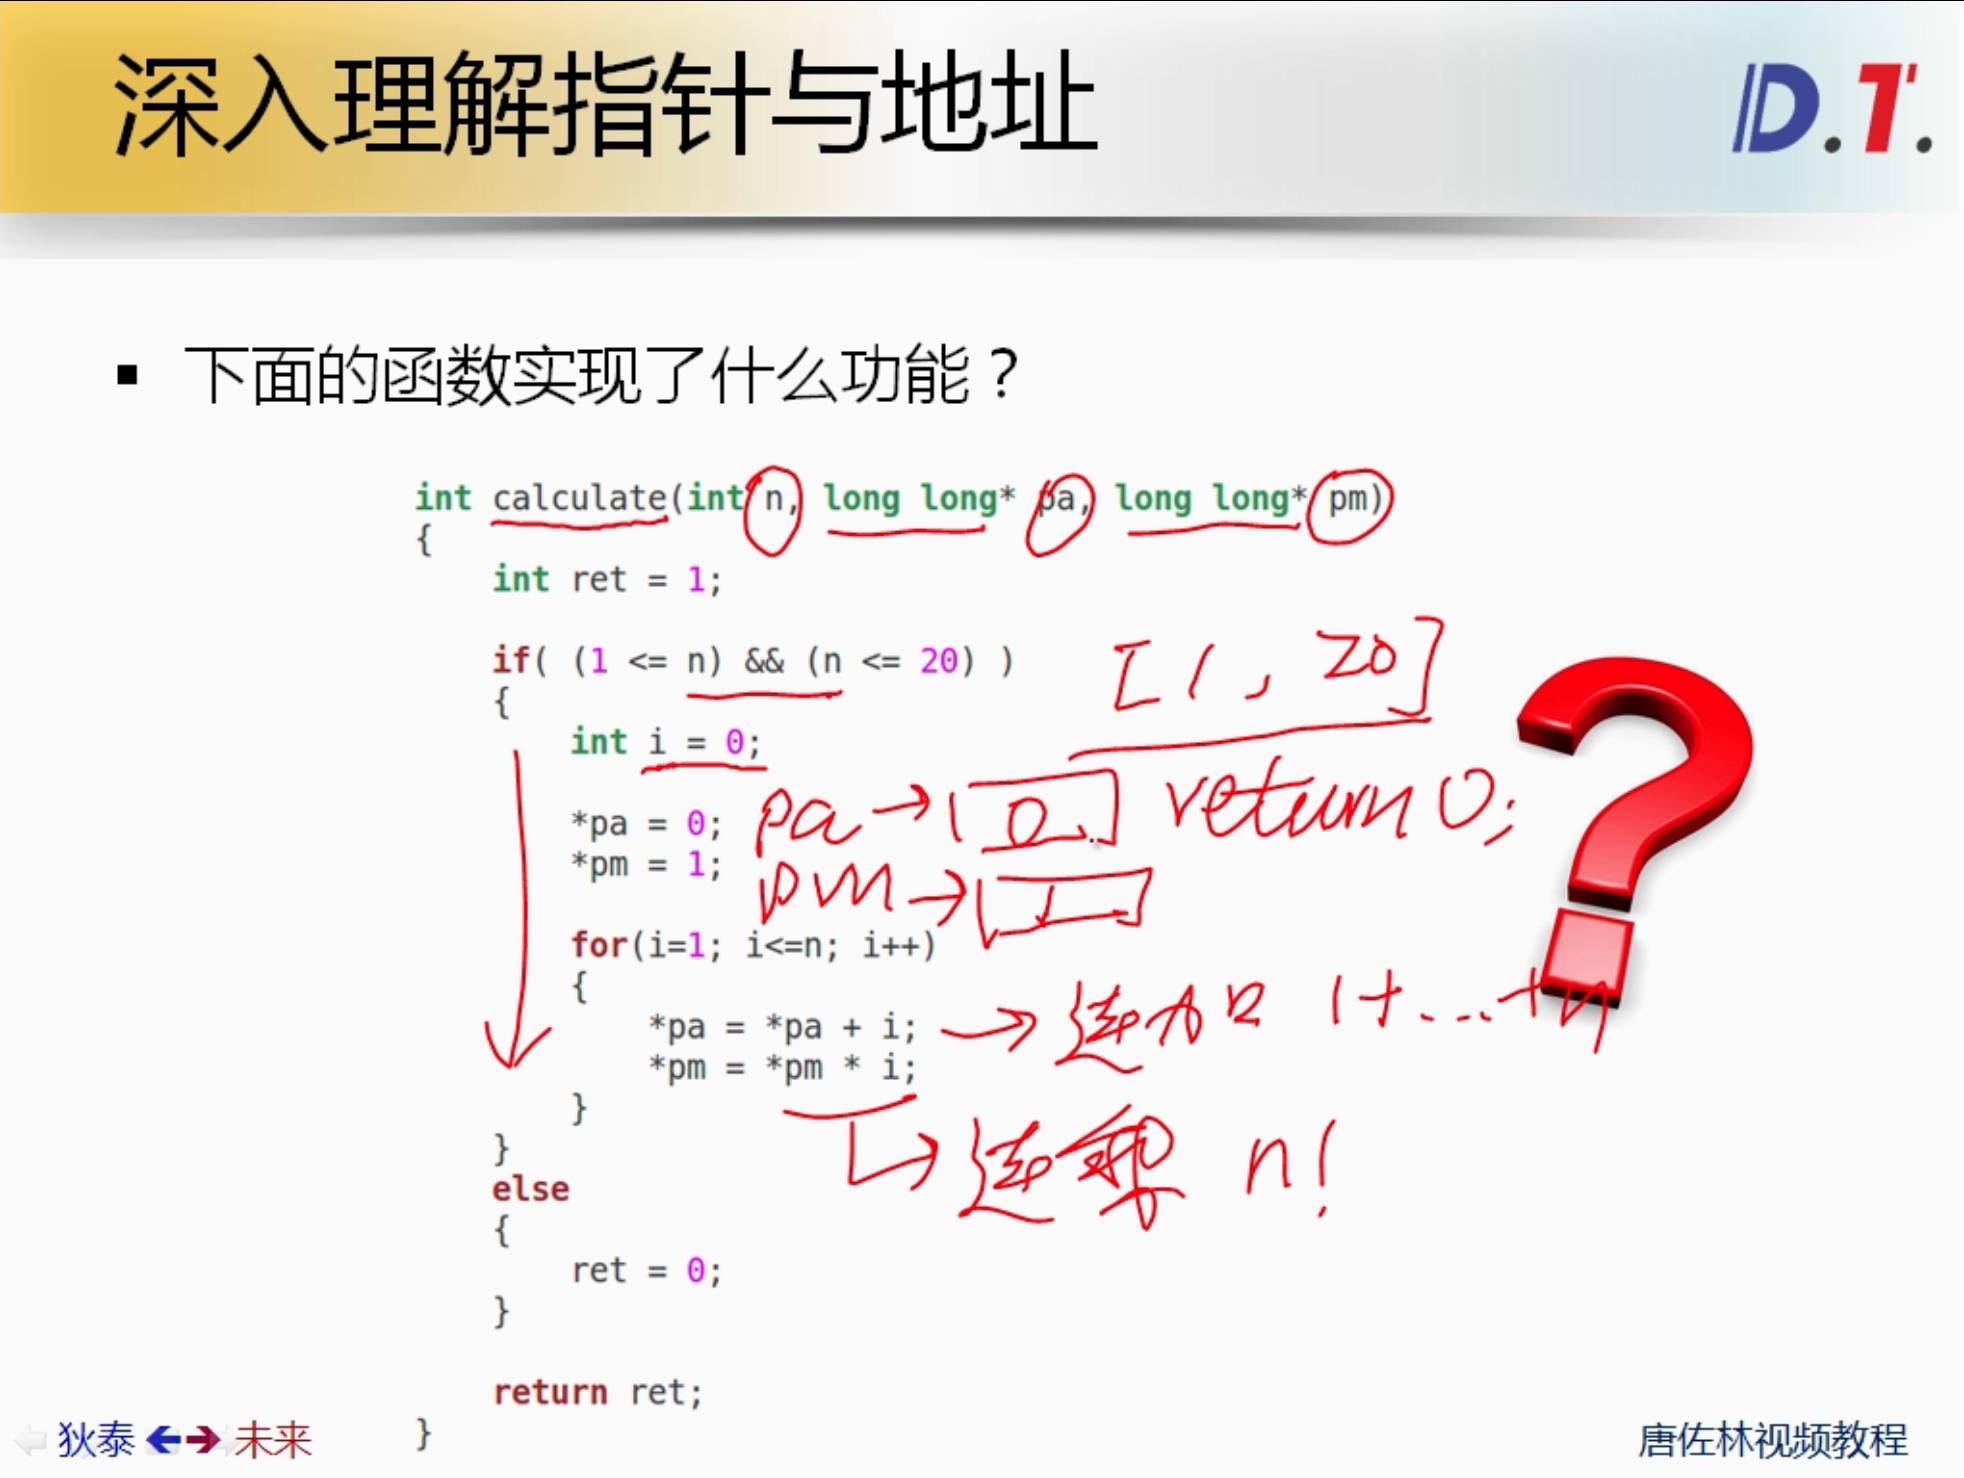 深入理解指针与地址
D.T.
▪ 下面的函数实现了什么功能？
int calculate(int n, long long* pa, long long* pm)
{
int ret = 1;
if( (1 <= n) && (n <= 20) )
[1, 20]
{
int i = 0;
*pa = 0;
pa→ 0
return 0;
*pm = 1;
pm→ 1
for(i=1; i<=n; i++)
{
*pa = *pa + i;
→连加 1+...+n
*pm = *pm * i;
}
→连乘 n!
}
else
{
ret = 0;
}
return ret;
}
狄泰 未来
唐佐林视频教程